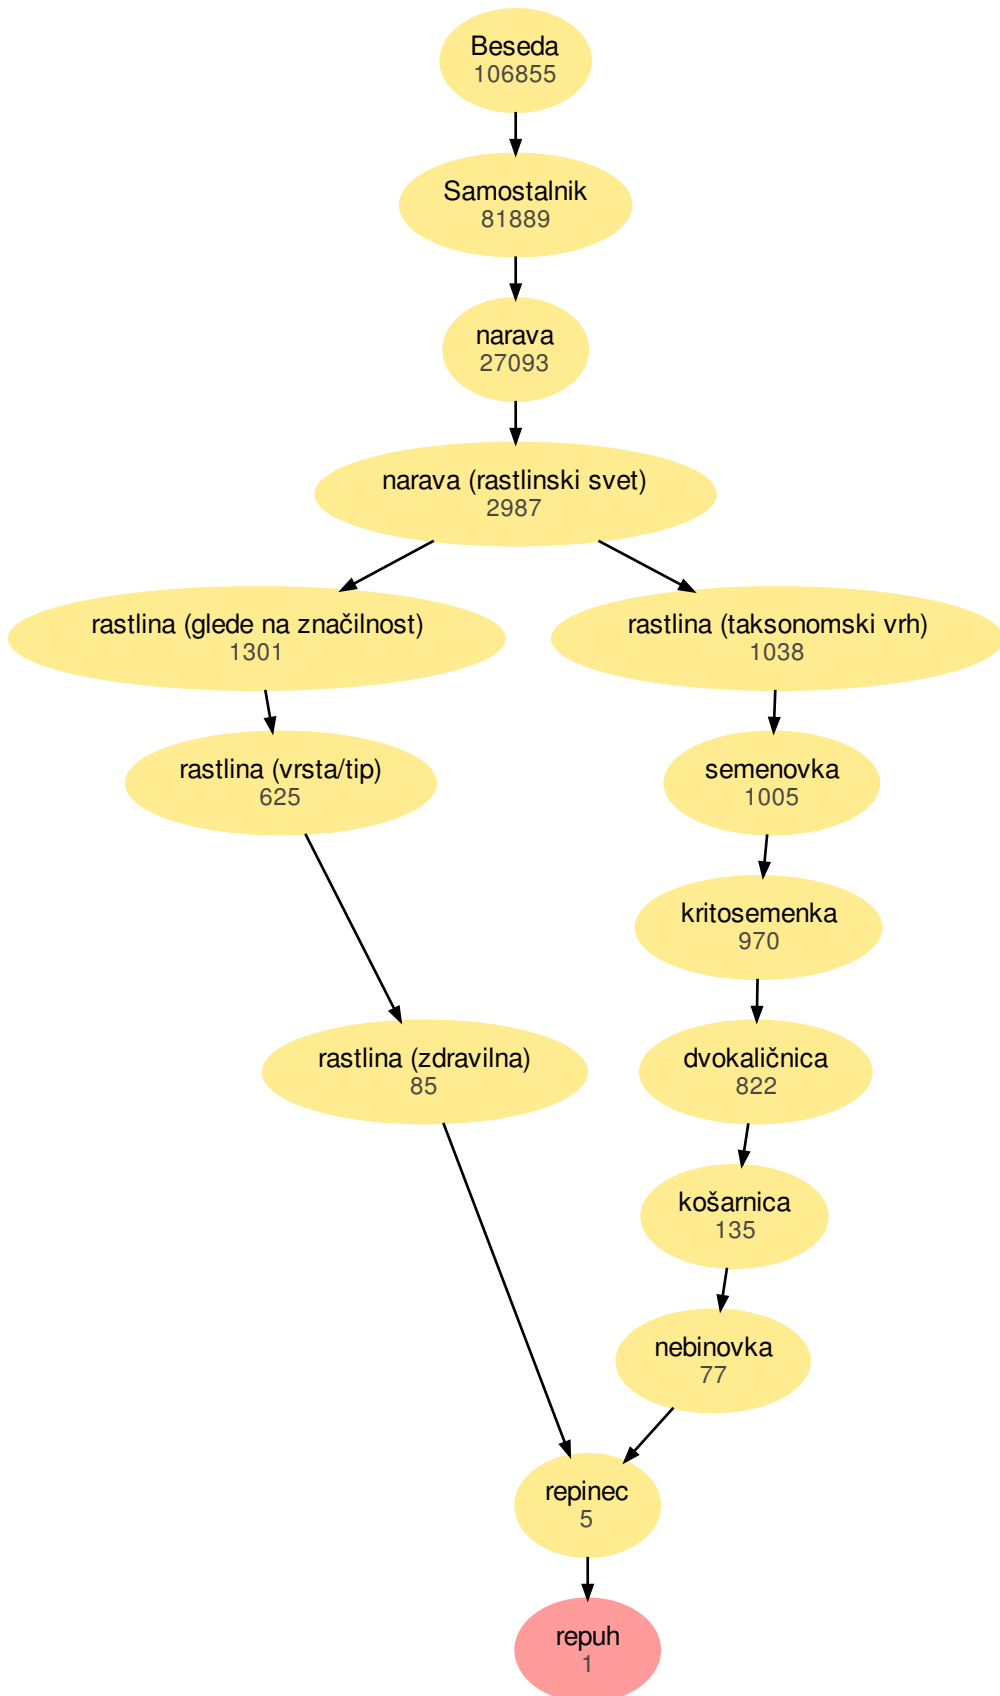 Beseda
106855
Samostalnik
81889
narava
27093
narava (rastlinski svet)
2987
rastlina (glede na značilnost)
1301
rastlina (taksonomski vrh)
1038
rastlina (vrsta/tip)
625
semenovka
1005
kritosemenka
970
rastlina (zdravilna)
85
dvokaličnica
822
košarnica
135
nebinovka
77
repinec
5
repuh
1